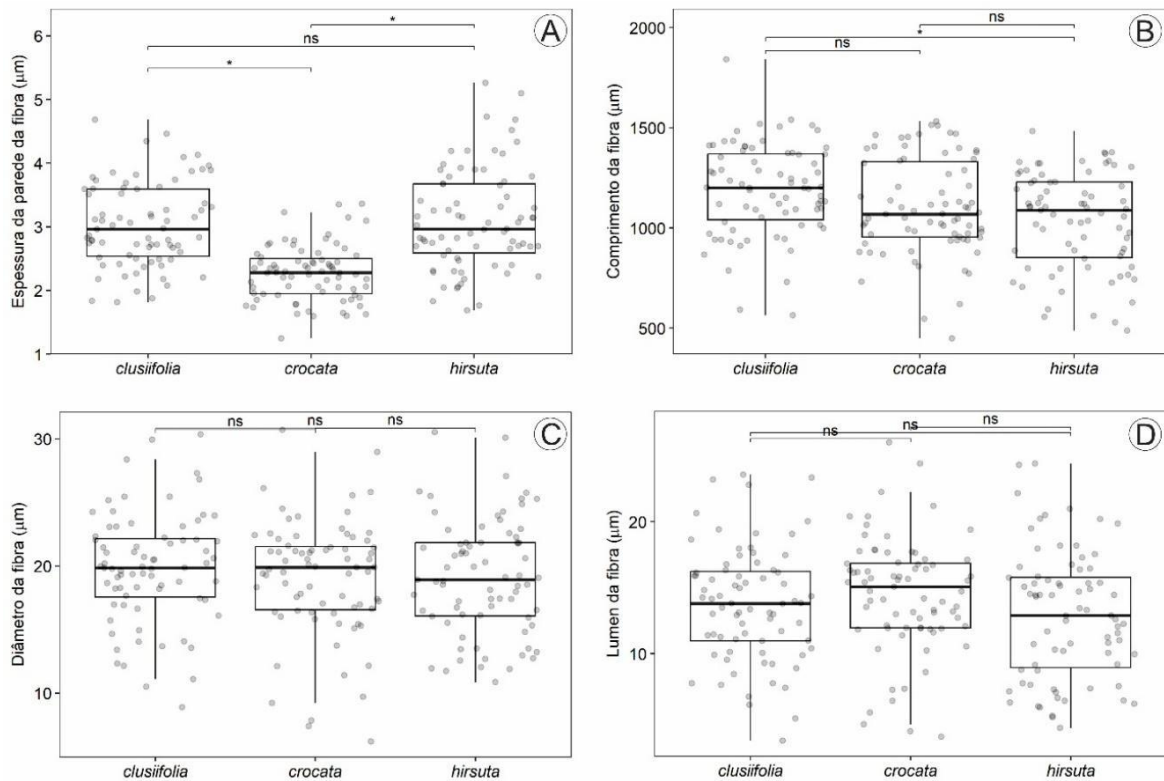 A
Espessura da parede da fibra (μm)
6
5
4
3
2
1
*
ns
*
clusiifolia crocata hirsuta
B
Comprimento da fibra (μm)
2000
1500
1000
500
ns
*
ns
clusiifolia crocata hirsuta
C
Diâmetro da fibra (μm)
30
20
10
ns ns ns
clusiifolia crocata hirsuta
D
Lumen da fibra (μm)
20
10
ns
ns ns
clusiifolia crocata hirsuta